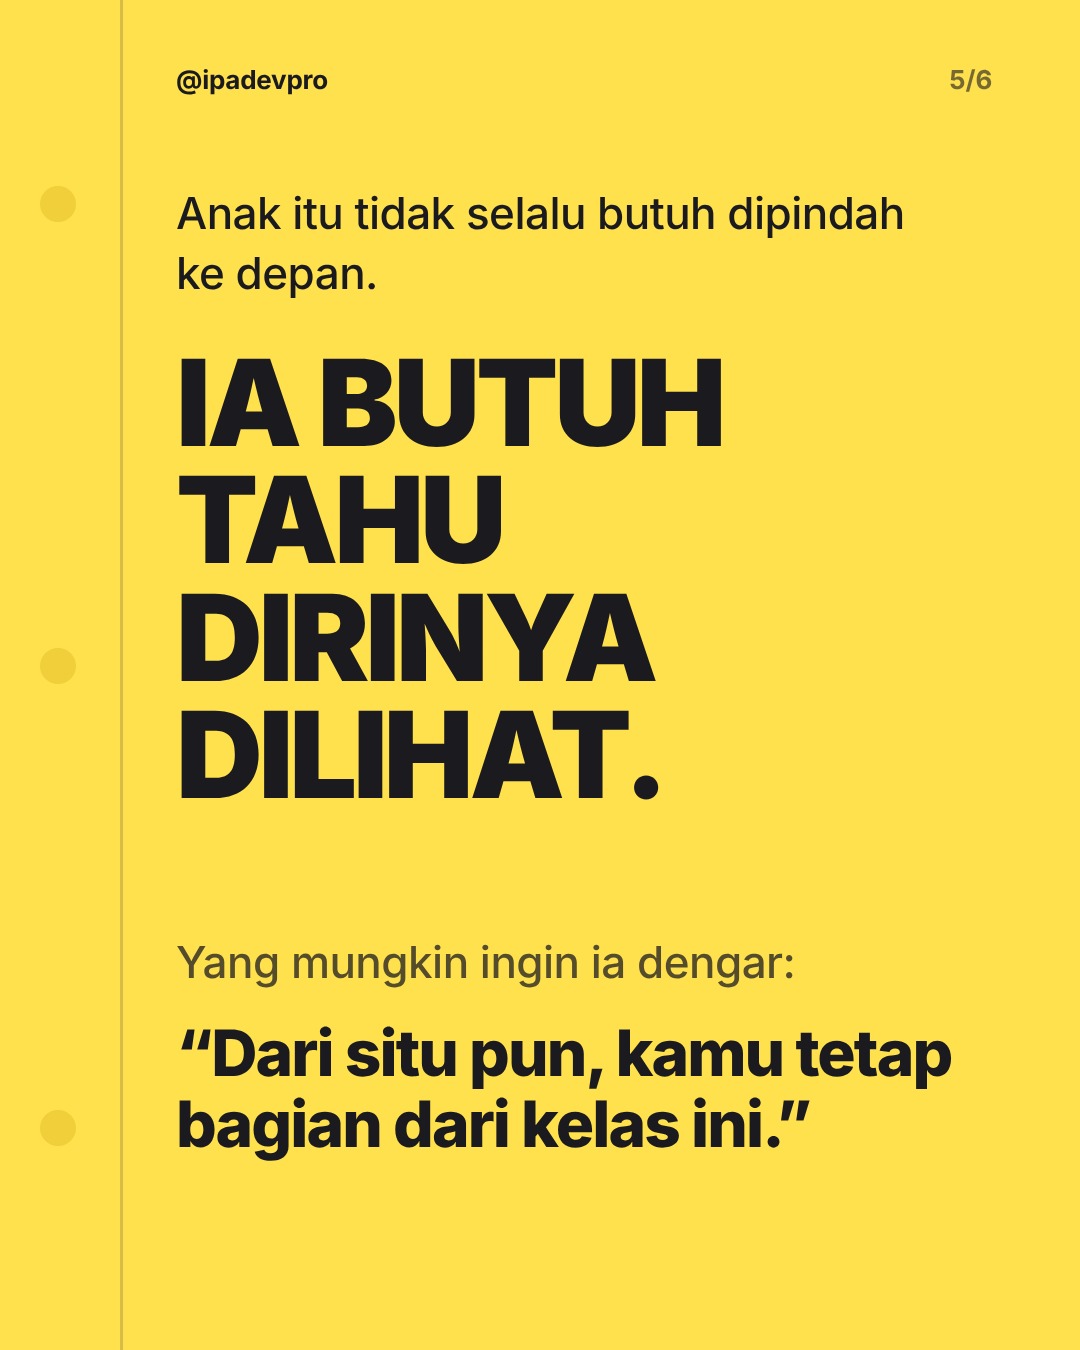 @ipadevpro
5/6
Anak itu tidak selalu butuh dipindah
ke depan.
IA BUTUH
TAHU
DIRINYA
DILIHAT.
Yang mungkin ingin ia dengar:
“Dari situ pun, kamu tetap
bagian dari kelas ini.”